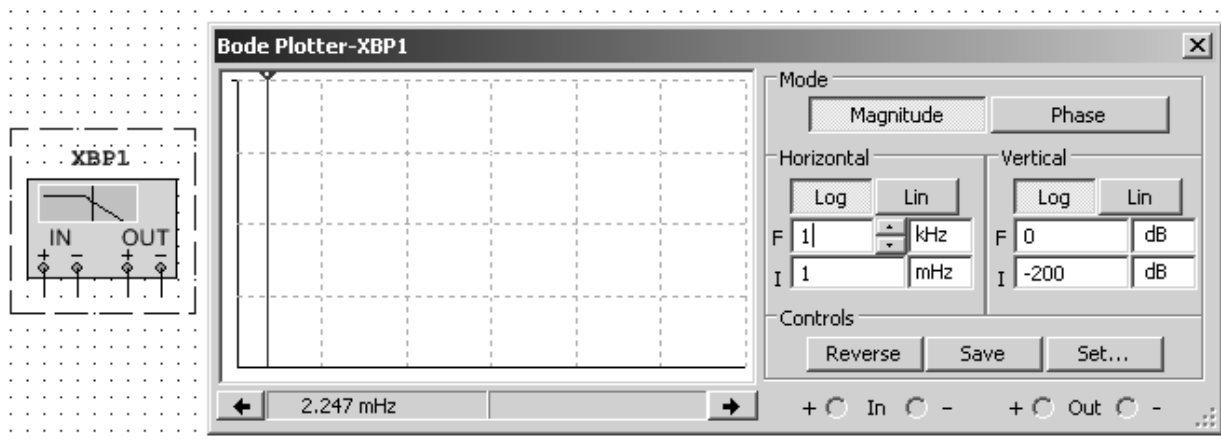 Bode Plotter-XBP1
XBP1
IN OUT
+ - + -
Mode
Magnitude Phase
Horizontal Vertical
Log Lin Log Lin
F 1 kHz F 0 dB
I 1 mHz I -200 dB
Controls
Reverse Save Set...
2.247 mHz
+ In - + Out -